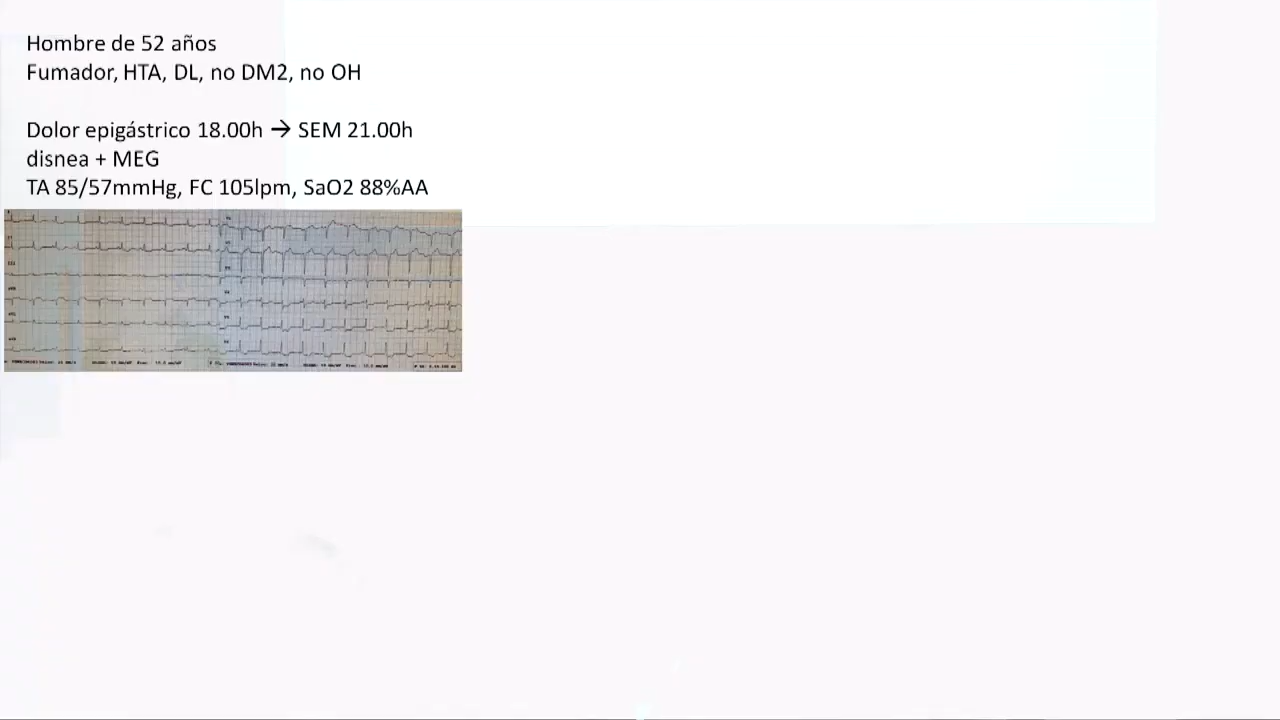 Hombre de 52 años
Fumador, HTA, DL, no DM2, no OH
Dolor epigástrico 18.00h → SEM 21.00h
disnea + MEG
TA 85/57mmHg, FC 105lpm, SaO2 88%AA